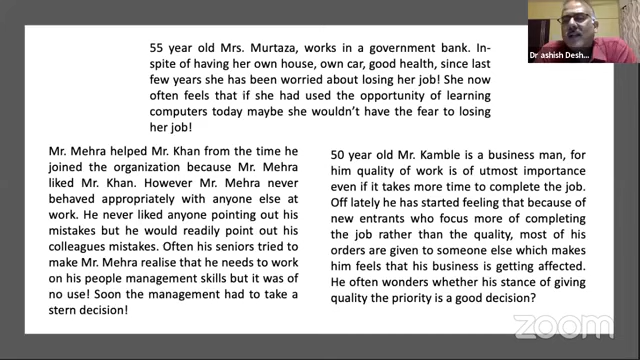 55 year old Mrs. Murtaza, works in a government bank. In-
spite of having her own house, own car, good health, since last
few years she has been worried about losing her job! She now
often feels that if she had used the opportunity of learning
computers today maybe she wouldn't have the fear to losing
her job!
Mr. Mehra helped Mr. Khan from the time he
joined the organization because Mr. Mehra
liked Mr. Khan. However Mr. Mehra never
behaved appropriately with anyone else at
work. He never liked anyone pointing out his
mistakes but he would readily point out his
colleagues mistakes. Often his seniors tried to
make Mr. Mehra realise that he needs to work
on his people management skills but it was of
no use! Soon the management had to take a
stern decision!
50 year old Mr. Kamble is a business man, for
him quality of work is of utmost importance
even if it takes more time to complete the job.
Off lately he has started feeling that because of
new entrants who focus more of completing
the job rather than the quality, most of his
orders are given to someone else which makes
him feels that his business is getting affected.
He often wonders whether his stance of giving
quality the priority is a good decision?
Dr ashish Desh...
zoom